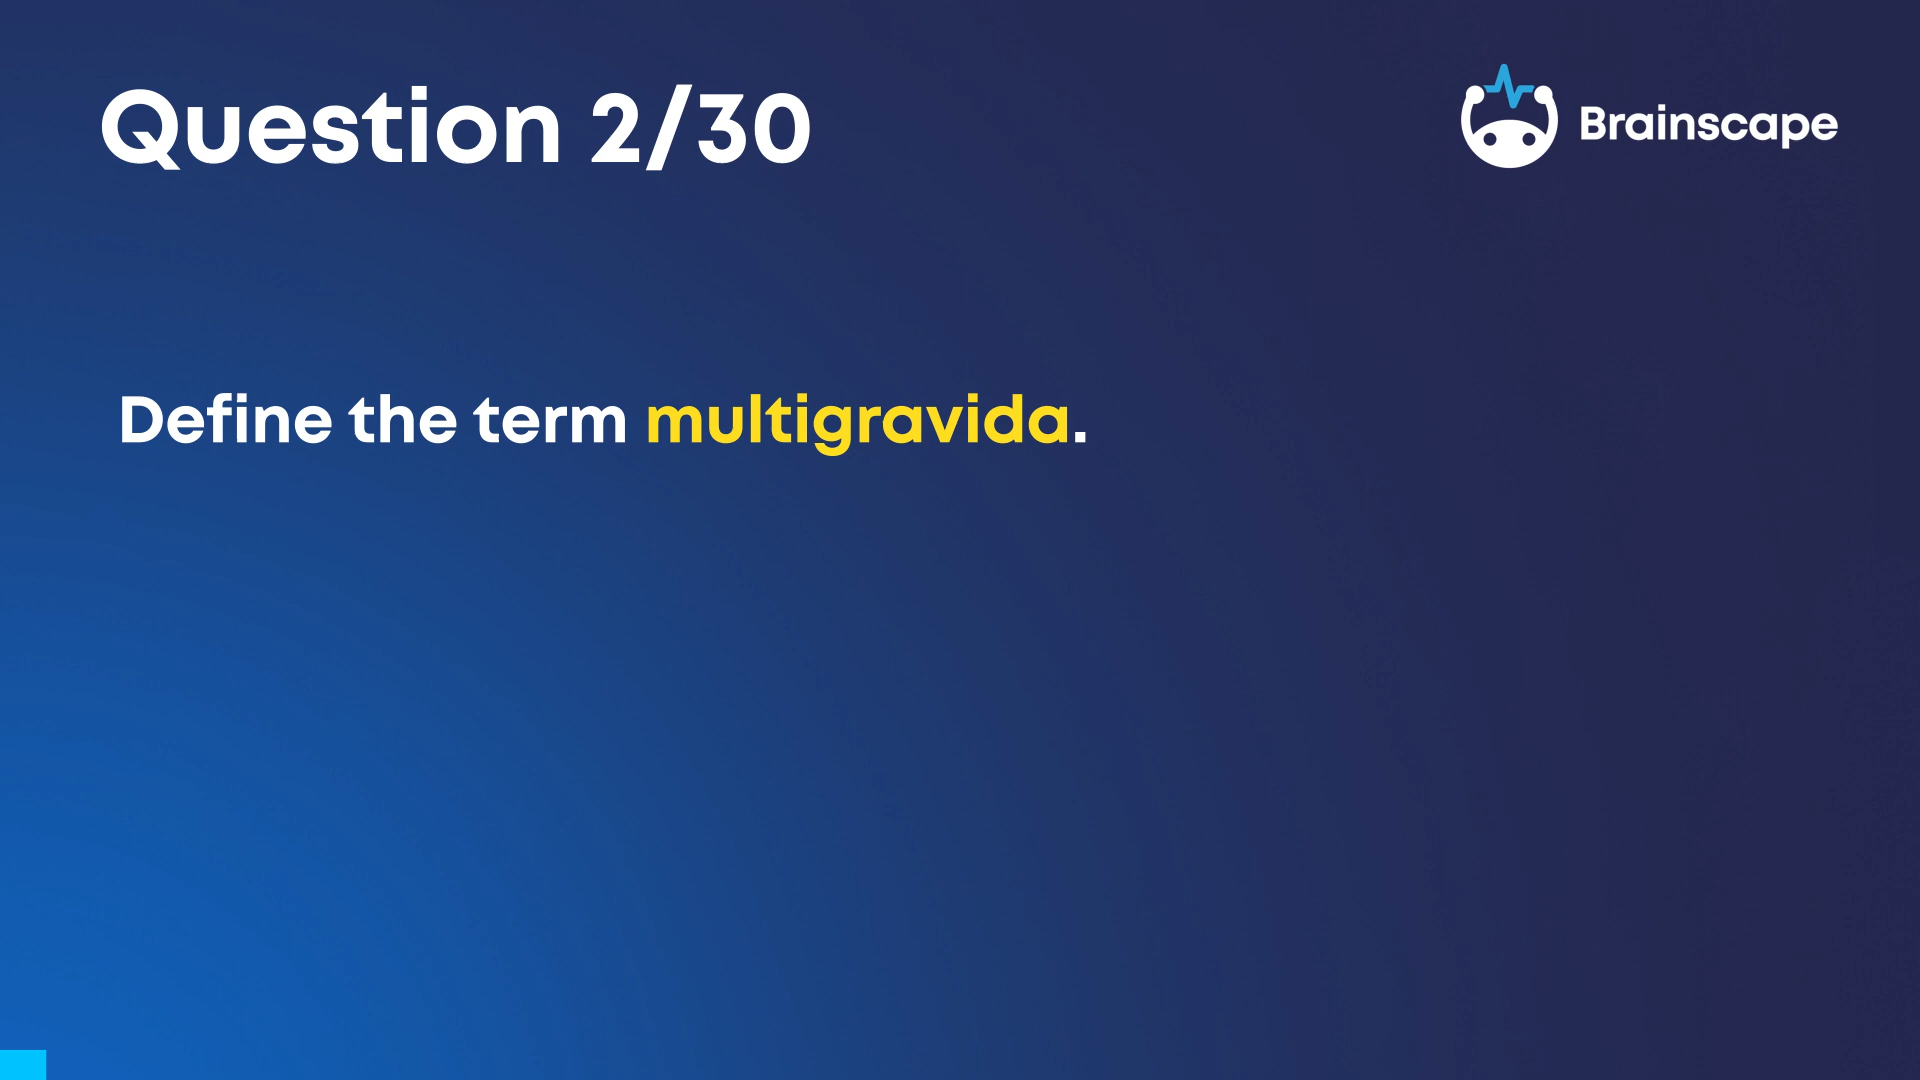 Question 2/30
Brainscape
Define the term multigravida.